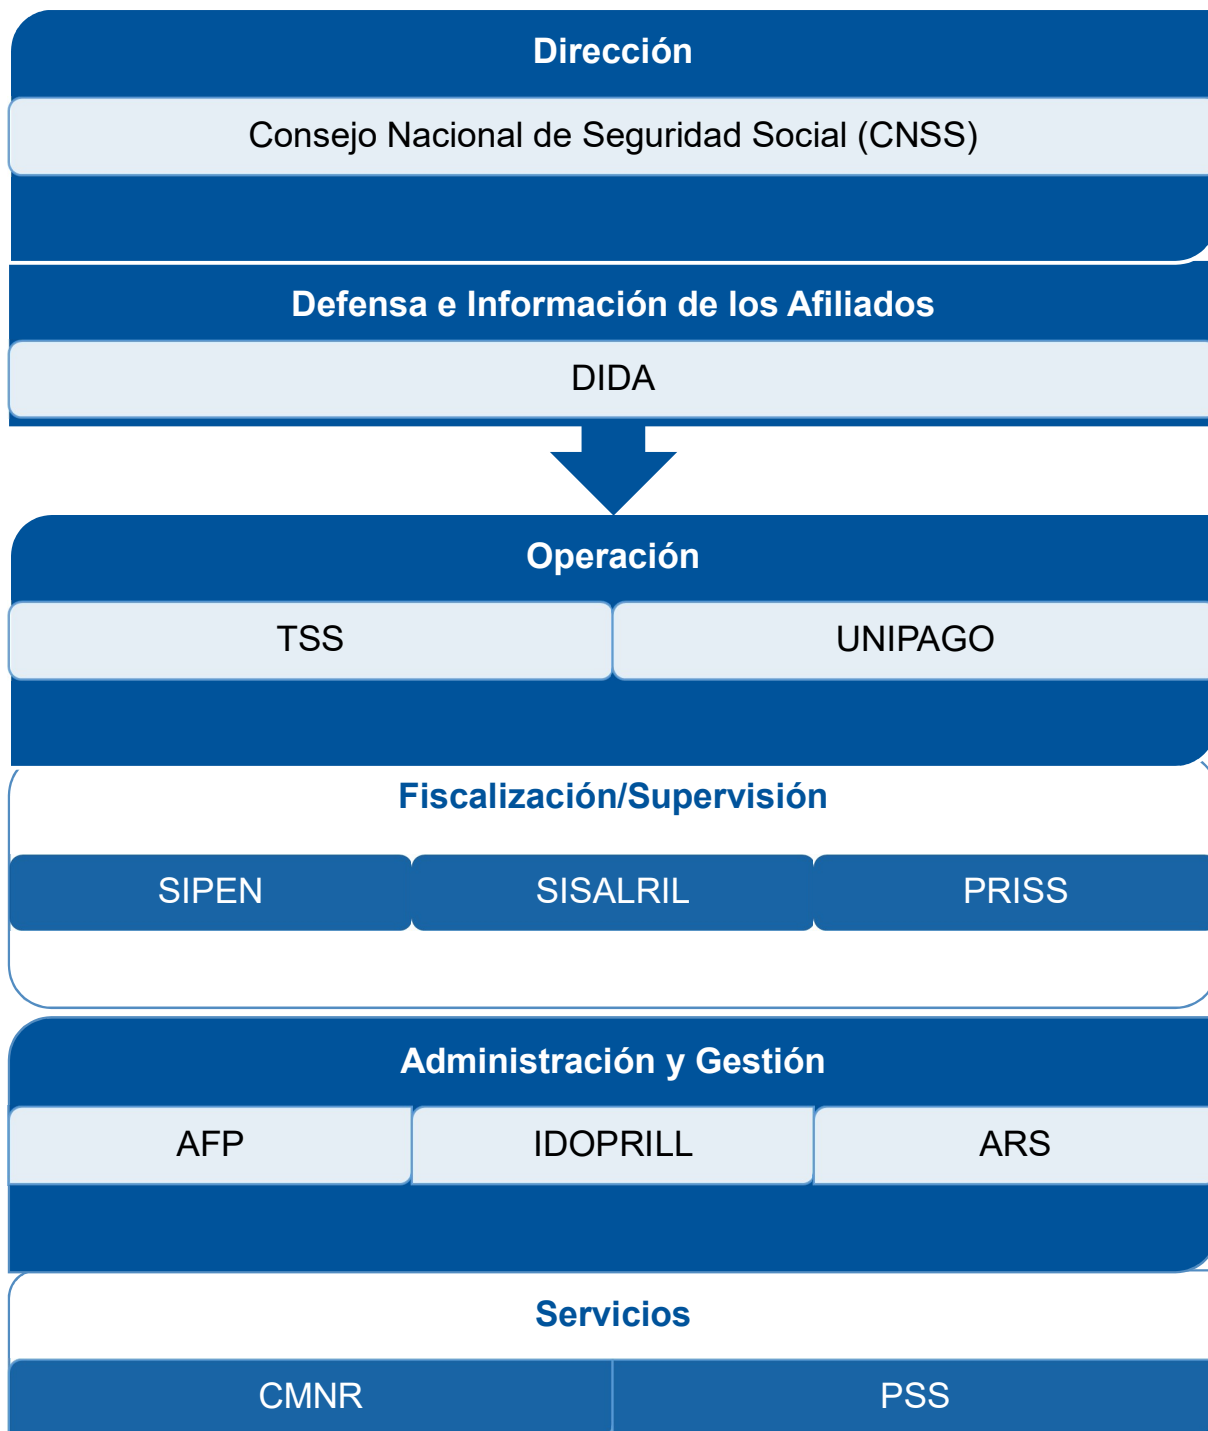 Dirección
Consejo Nacional de Seguridad Social (CNSS)
Defensa e Información de los Afiliados
DIDA
Operación
TSS UNIPAGO
Fiscalización/Supervisión
SIPEN SISALRIL PRISS
Administración y Gestión
AFP IDOPRILL ARS
Servicios
CMNR PSS